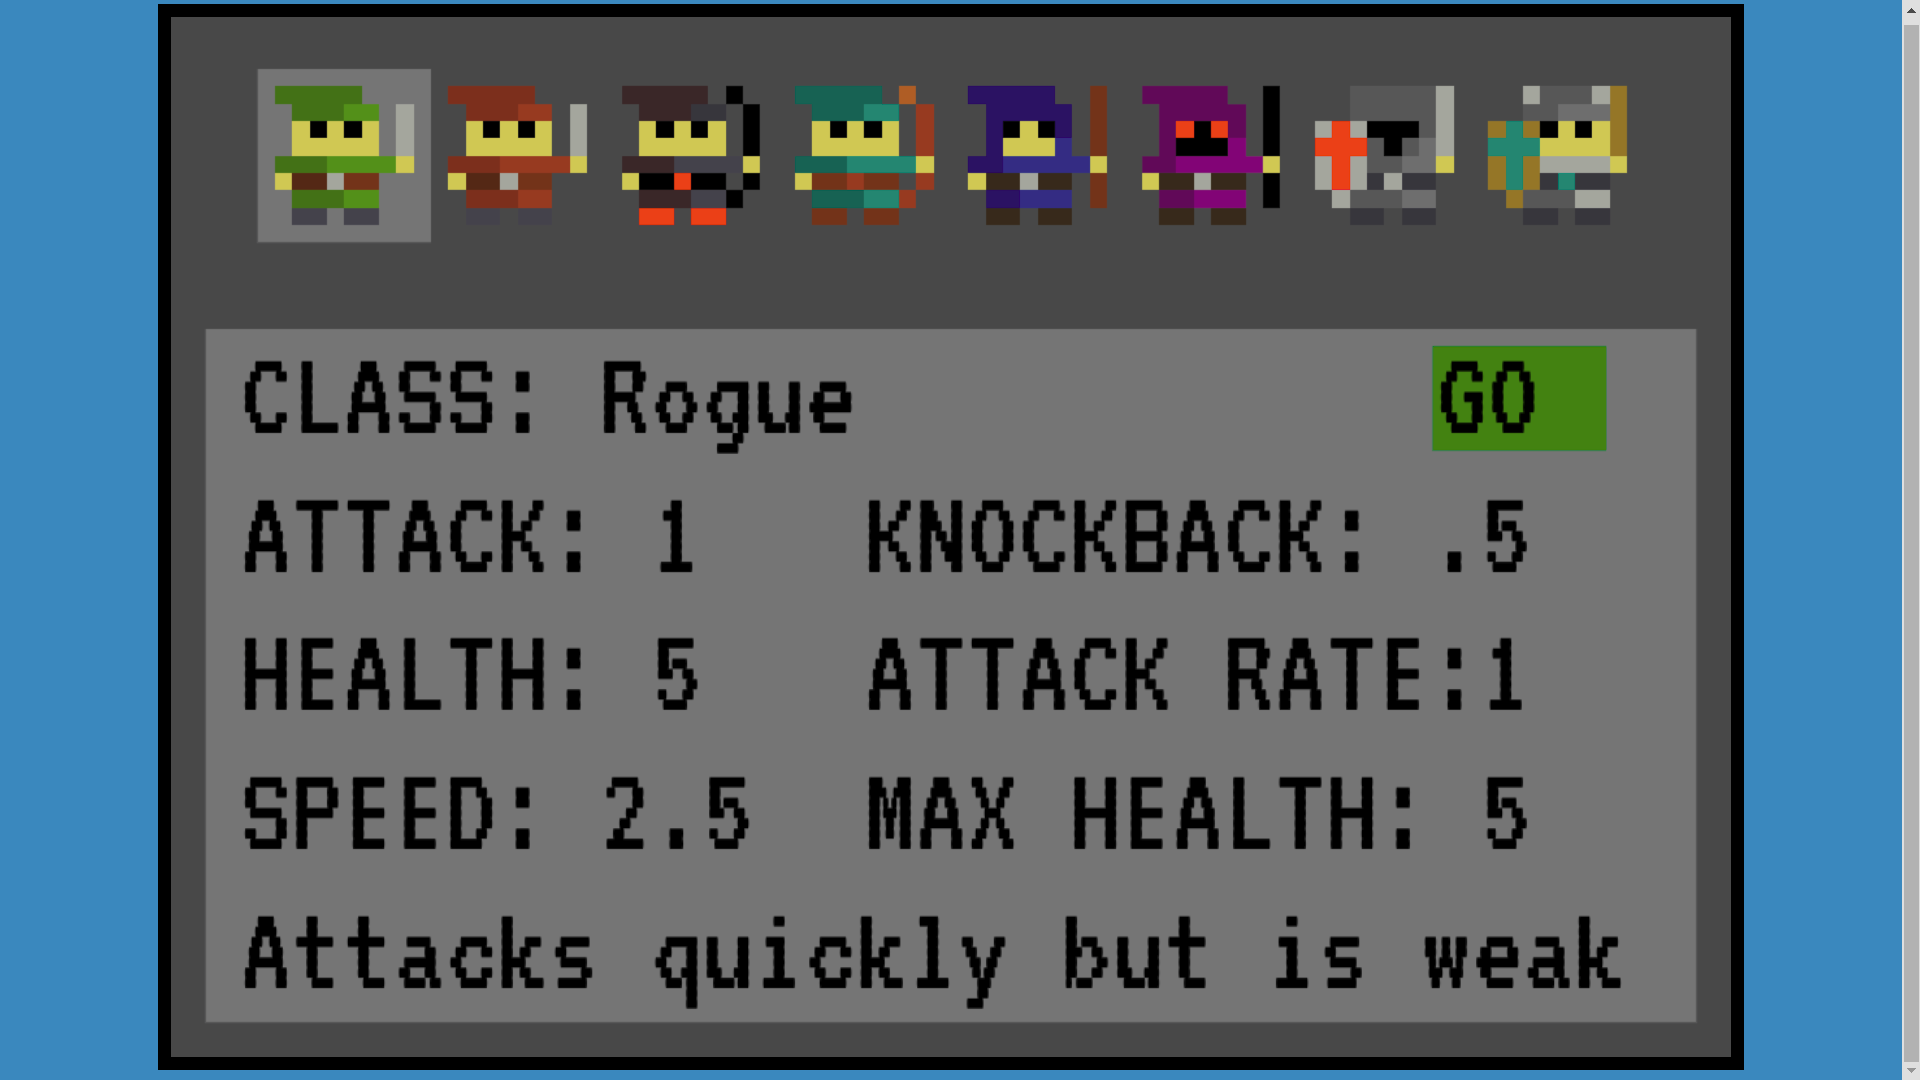 CLASS: Rogue GO
ATTACK: 1 KNOCKBACK: .5
HEALTH: 5 ATTACK RATE:1
SPEED: 2.5 MAX HEALTH: 5
Attacks quickly but is weak